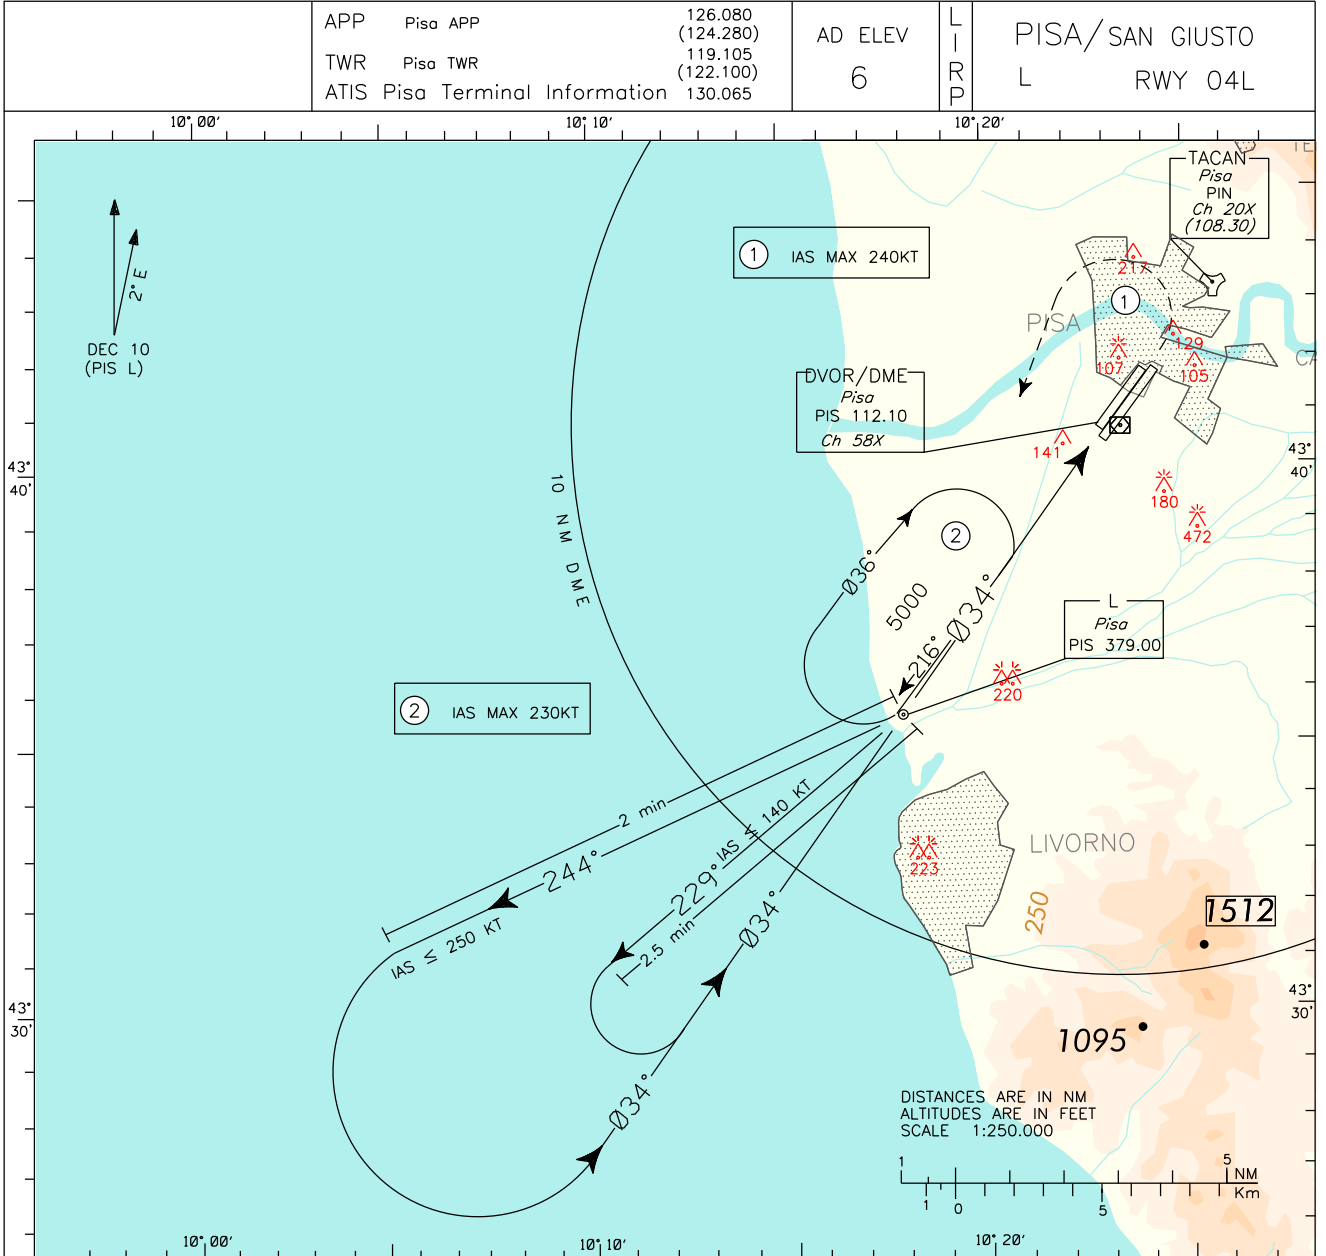 APP Pisa APP 126.080
(124.280)
TWR Pisa TWR 119.105
(122.100)
ATIS Pisa Terminal Information 130.065
AD ELEV
6
LIRP
PISA/SAN GIUSTO
L RWY 04L
10°00' 10°10' 10°20'
TACAN
Pisa
PIN
Ch 20X
(108.30)
2° E
DEC 10
(PIS L)
1 IAS MAX 240KT
217
1
PISA
129
107
105
DVOR/DME
Pisa
PIS 112.10
Ch 58X
141
43°
40'
43°
40'
10 NM DME
180
472
2
Ø36°
5000
Ø34°
216°
L
Pisa
PIS 379.00
220
2 IAS MAX 230KT
2 min
IAS ≤ 140 KT
244°
229°
IAS ≤ 250 KT
2.5 min
Ø34°
LIVORNO
223
250
1512
43°
30'
43°
30'
1095
Ø34°
DISTANCES ARE IN NM
ALTITUDES ARE IN FEET
SCALE 1:250.000
1 5
NM
Km
1 0 5
10°00' 10°10' 10°20'